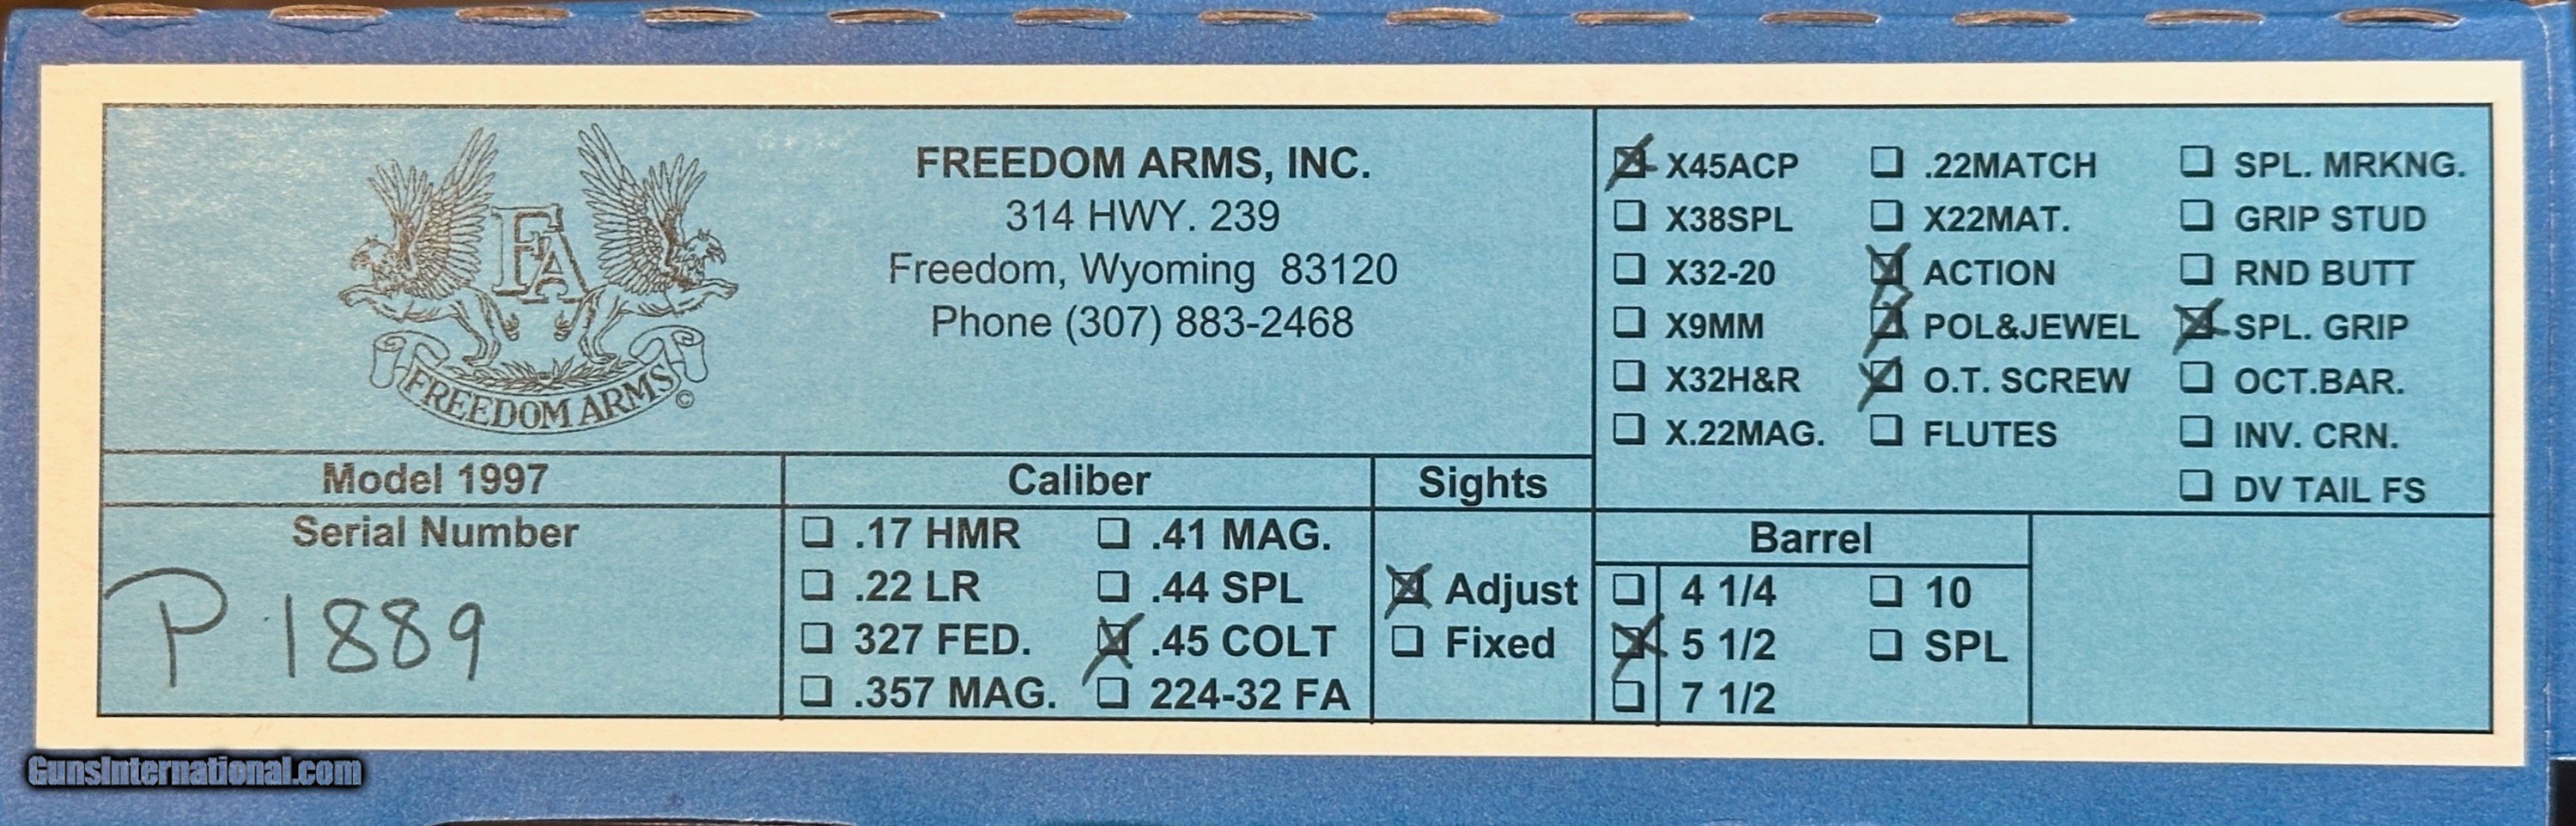 FA
FREEDOM ARMS©
FREEDOM ARMS, INC.
314 HWY. 239
Freedom, Wyoming 83120
Phone (307) 883-2468
☒ X45ACP ☐ .22MATCH ☐ SPL. MRKNG.
☐ X38SPL ☐ X22MAT. ☐ GRIP STUD
☐ X32-20 ☒ ACTION ☐ RND BUTT
☐ X9MM ☒ POL&JEWEL ☒ SPL. GRIP
☐ X32H&R ☒ O.T. SCREW ☐ OCT.BAR.
☐ X.22MAG. ☐ FLUTES ☐ INV. CRN.
☐ DV TAIL FS
Model 1997
Serial Number
P 1889
Caliber
☐ .17 HMR ☐ .41 MAG.
☐ .22 LR ☐ .44 SPL
☐ 327 FED. ☒ .45 COLT
☐ .357 MAG. ☐ 224-32 FA
Sights
☒ Adjust
☐ Fixed
Barrel
☐ 4 1/4 ☐ 10
☒ 5 1/2 ☐ SPL
☐ 7 1/2
GunsInternational.com